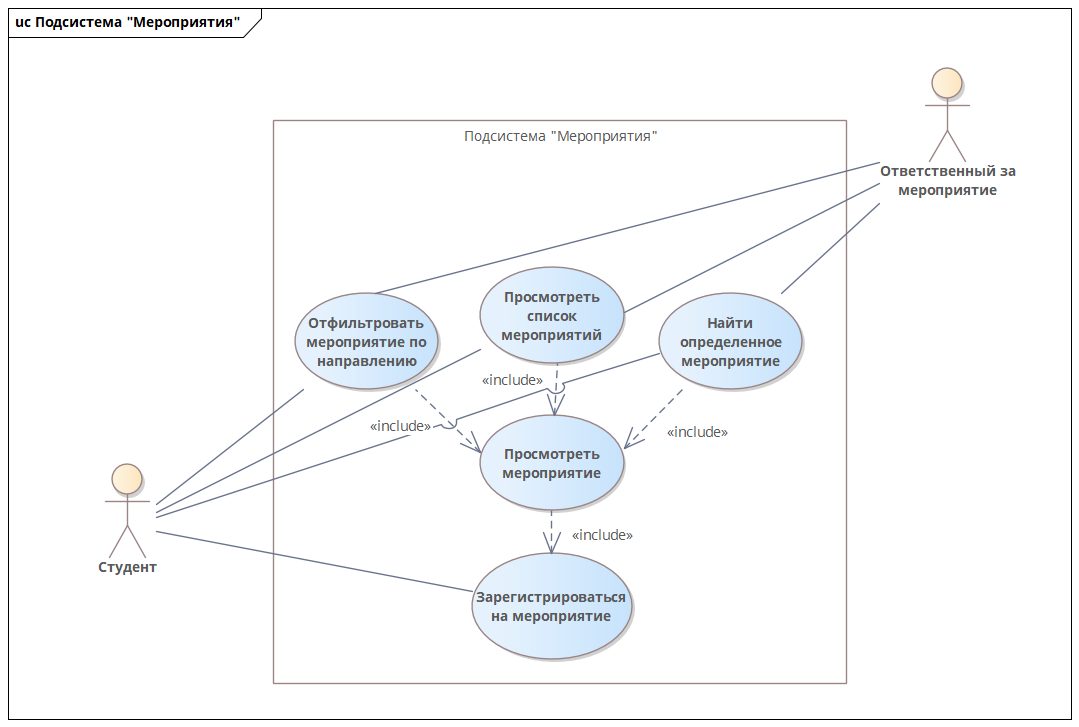 uc Подсистема "Мероприятия"
Подсистема "Мероприятия"
Ответственный за
мероприятие
Отфильтровать
мероприятие по
направлению
Просмотреть
список
мероприятий
Найти
определенное
мероприятие
«include»
«include»
«include»
Просмотреть
мероприятие
«include»
Студент
Зарегистрироваться
на мероприятие